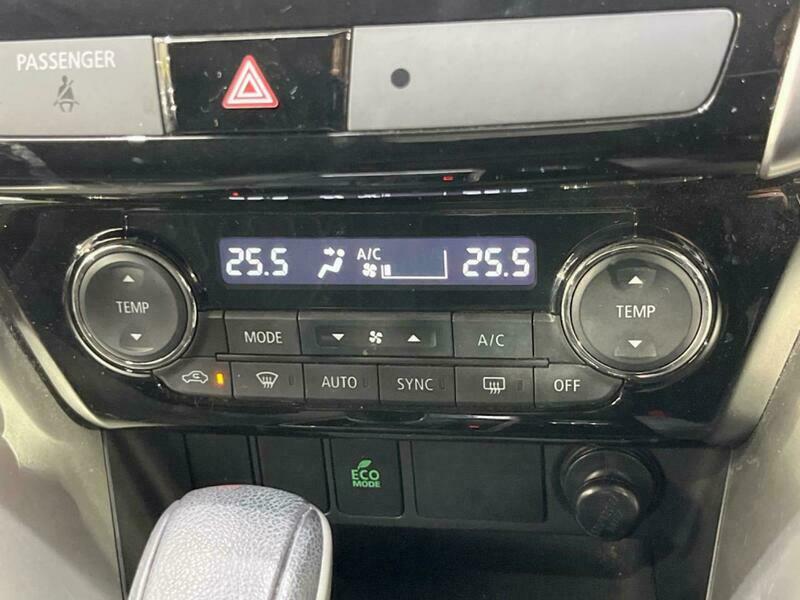 PASSENGER
25.5 A/C 25.5
TEMP
TEMP
MODE A/C
AUTO SYNC OFF
ECO
MODE